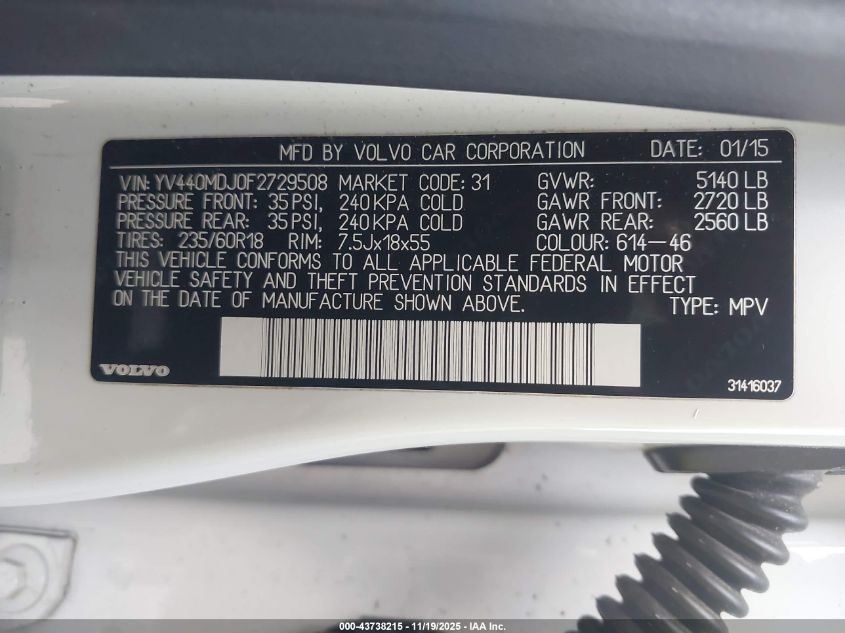 MFD BY VOLVO CAR CORPORATION DATE: 01/15
VIN: YV440MDJ0F2729508 MARKET CODE: 31 GVWR: 5140 LB
PRESSURE FRONT: 35 PSI, 240 KPA COLD GAWR FRONT: 2720 LB
PRESSURE REAR: 35 PSI, 240 KPA COLD GAWR REAR: 2560 LB
TIRES: 235/60R18 RIM: 7.5Jx18x55 COLOUR: 614-46
THIS VEHICLE CONFORMS TO ALL APPLICABLE FEDERAL MOTOR
VEHICLE SAFETY AND THEFT PREVENTION STANDARDS IN EFFECT
ON THE DATE OF MANUFACTURE SHOWN ABOVE. TYPE: MPV
VOLVO 31416037
000-43738215 - 11/19/2025 - IAA Inc.